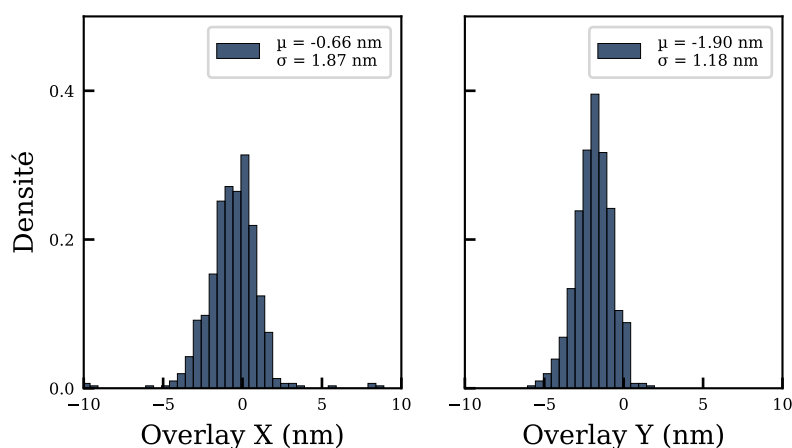 μ = -0.66 nm
σ = 1.87 nm
μ = -1.90 nm
σ = 1.18 nm
Densité
0.4
0.2
0.0
−10 −5 0 5 10
−10 −5 0 5 10
Overlay X (nm)
Overlay Y (nm)